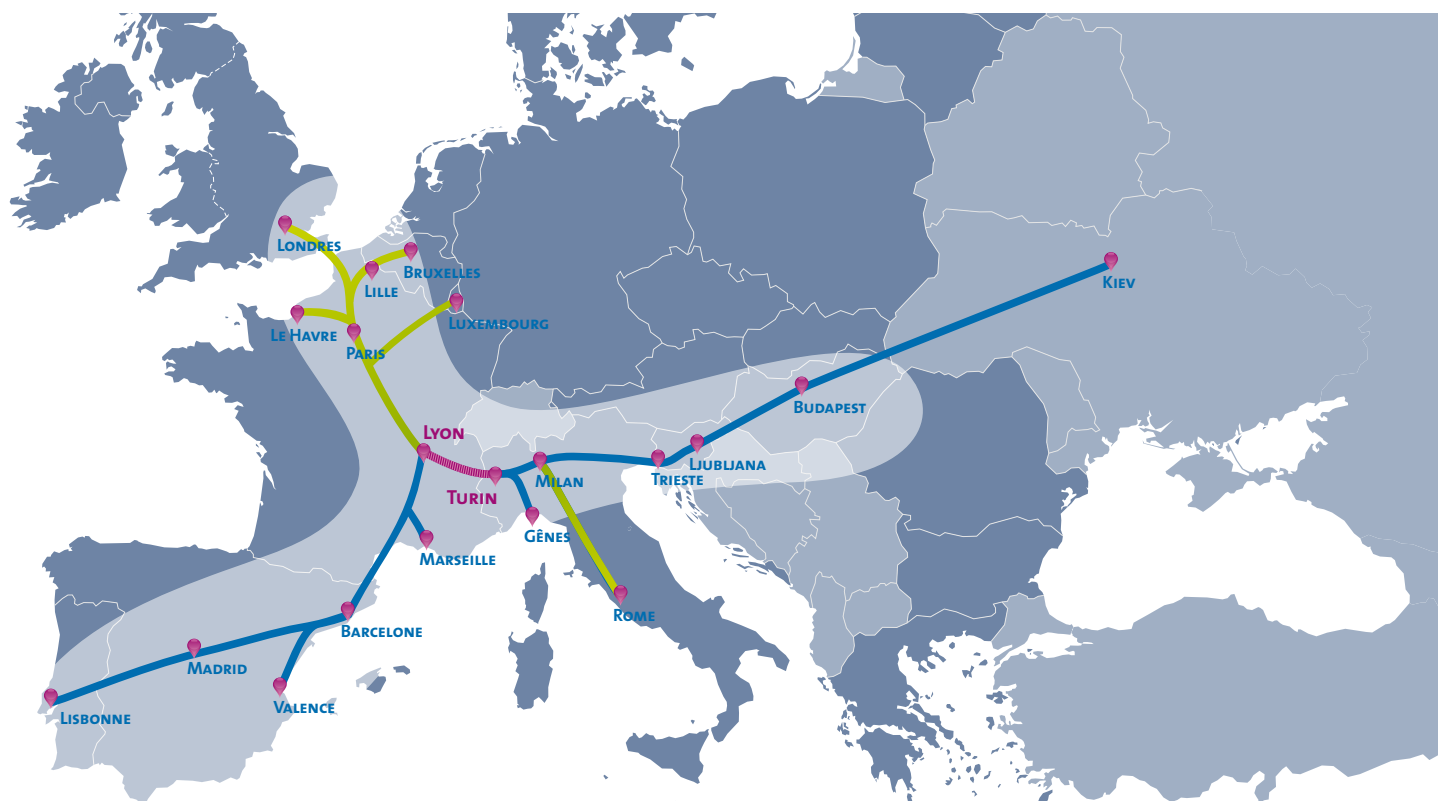 Londres
Bruxelles
Kiev
Lille
Luxembourg
Le Havre
Paris
Budapest
Lyon
Ljubljana
Trieste
Milan
Turin
Gênes
Marseille
Rome
Barcelone
Madrid
Valence
Lisbonne